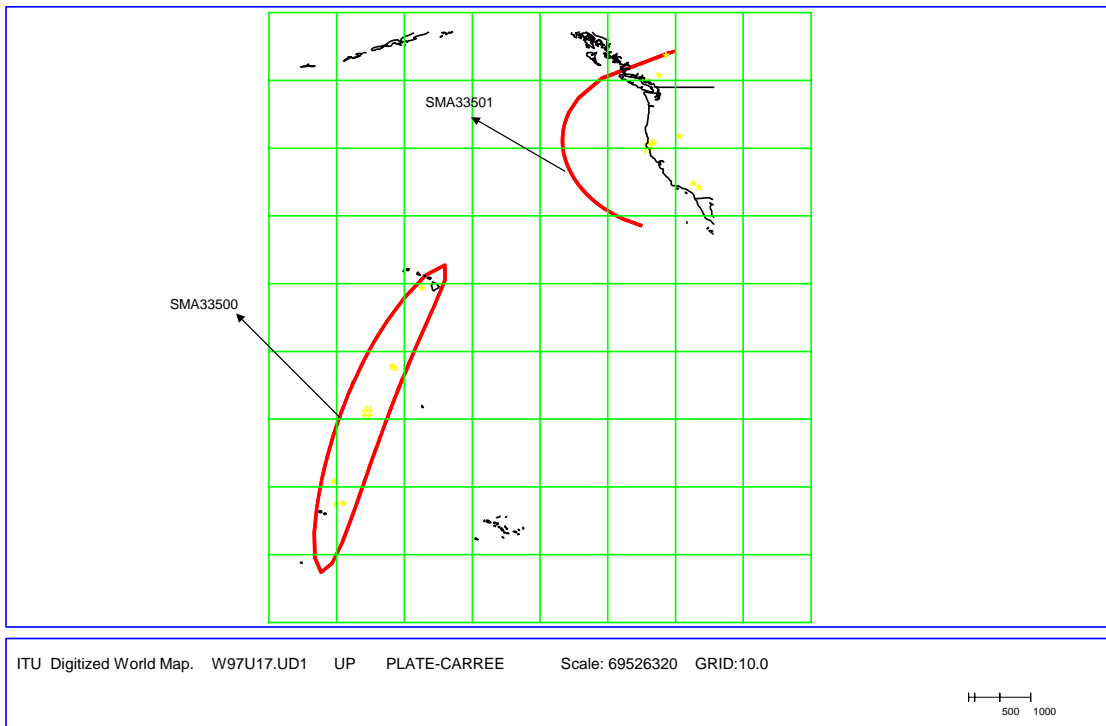 SMA33501
SMA33500
#
ITU Digitized World Map. W97U17.UD1 UP PLATE-CARREE Scale: 69526320 GRID:10.0
500 1000